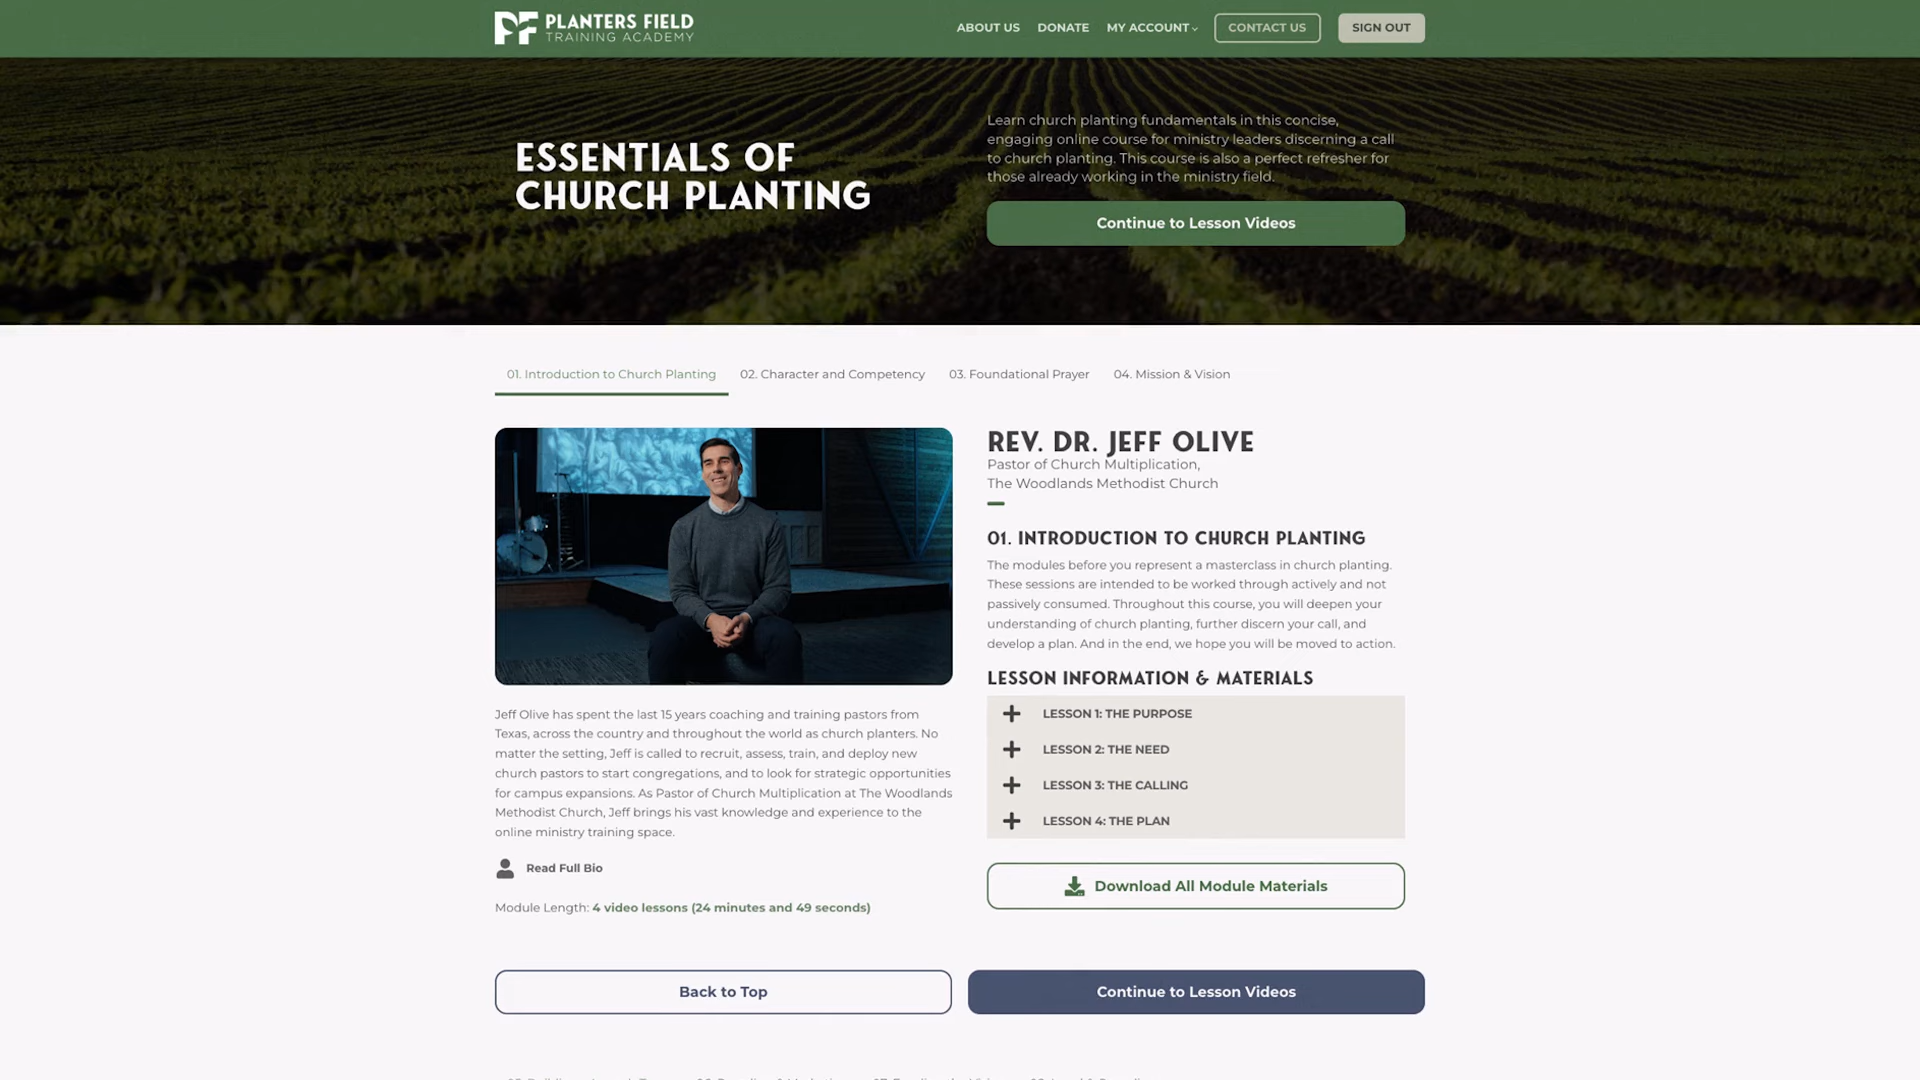 PLANTERS FIELD
TRAINING ACADEMY
ABOUT US
DONATE
MY ACCOUNT
CONTACT US
SIGN OUT
ESSENTIALS OF
CHURCH PLANTING
Learn church planting fundamentals in this concise,
engaging online course for ministry leaders discerning a call
to church planting. This course is also a perfect refresher for
those already working in the ministry field.
Continue to Lesson Videos
01. Introduction to Church Planting
02. Character and Competency
03. Foundational Prayer
04. Mission & Vision
REV. DR. JEFF OLIVE
Pastor of Church Multiplication,
The Woodlands Methodist Church
01. INTRODUCTION TO CHURCH PLANTING
The modules before you represent a masterclass in church planting.
These sessions are intended to be worked through actively and not
passively consumed. Throughout this course, you will deepen your
understanding of church planting, further discern your call, and
develop a plan. And in the end, we hope you will be moved to action.
LESSON INFORMATION & MATERIALS
LESSON 1: THE PURPOSE
LESSON 2: THE NEED
LESSON 3: THE CALLING
LESSON 4: THE PLAN
Download All Module Materials
Jeff Olive has spent the last 15 years coaching and training pastors from
Texas, across the country and throughout the world as church planters. No
matter the setting, Jeff is called to recruit, assess, train, and deploy new
church pastors to start congregations, and to look for strategic opportunities
for campus expansions. As Pastor of Church Multiplication at The Woodlands
Methodist Church, Jeff brings his vast knowledge and experience to the
online ministry training space.
Read Full Bio
Module Length: 4 video lessons (24 minutes and 49 seconds)
Back to Top
Continue to Lesson Videos